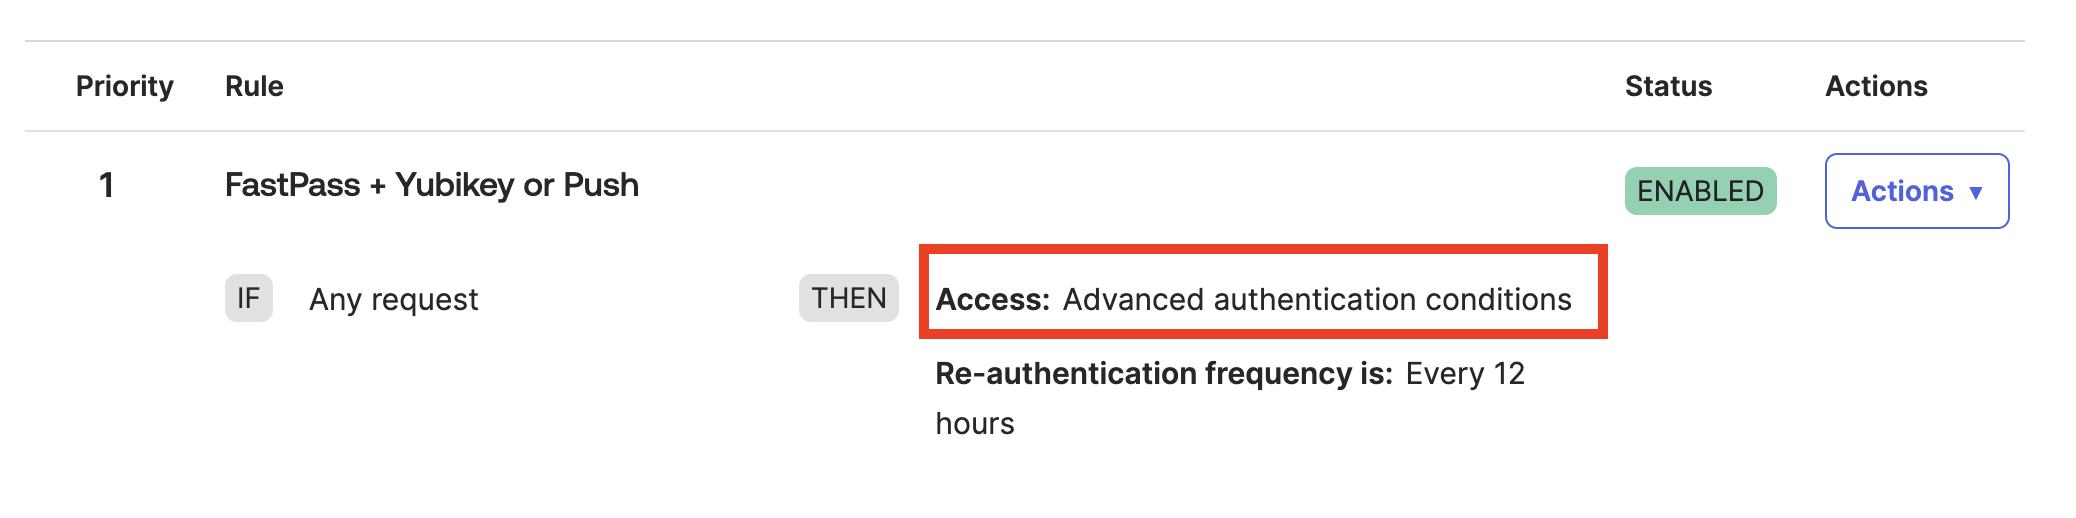 Priority Rule Status Actions
1 FastPass + Yubikey or Push ENABLED Actions ▼
IF Any request THEN Access: Advanced authentication conditions
Re-authentication frequency is: Every 12
hours